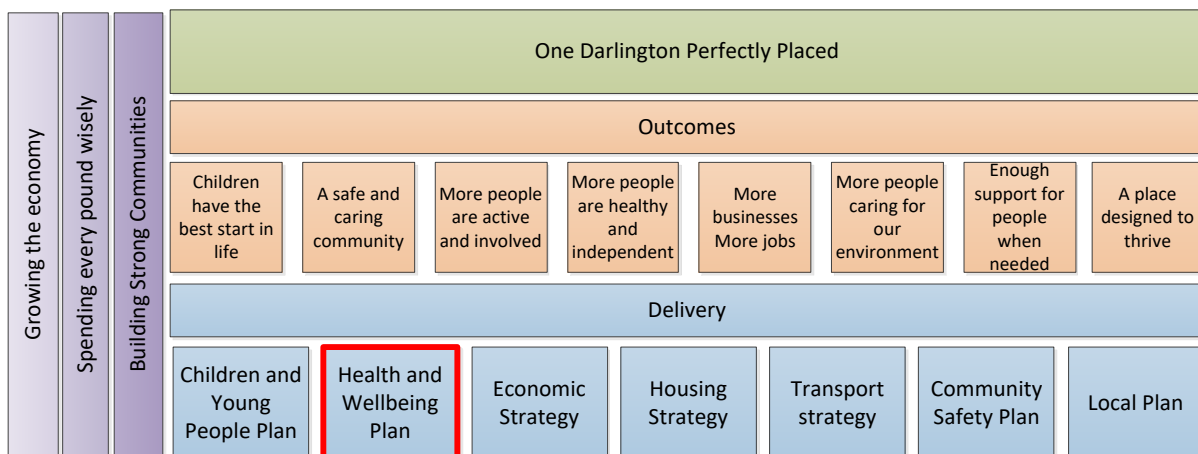 Growing the economy
Spending every pound wisely
Building Strong Communities
One Darlington Perfectly Placed
Outcomes
Children
have the
best start in
life
A safe and
caring
community
More people
are active
and involved
More people
are healthy
and
independent
More
businesses
More jobs
More people
caring for
our
environment
Enough
support for
people
when
needed
A place
designed to
thrive
Delivery
Children and
Young
People Plan
Health and
Wellbeing
Plan
Economic
Strategy
Housing
Strategy
Transport
strategy
Community
Safety Plan
Local Plan